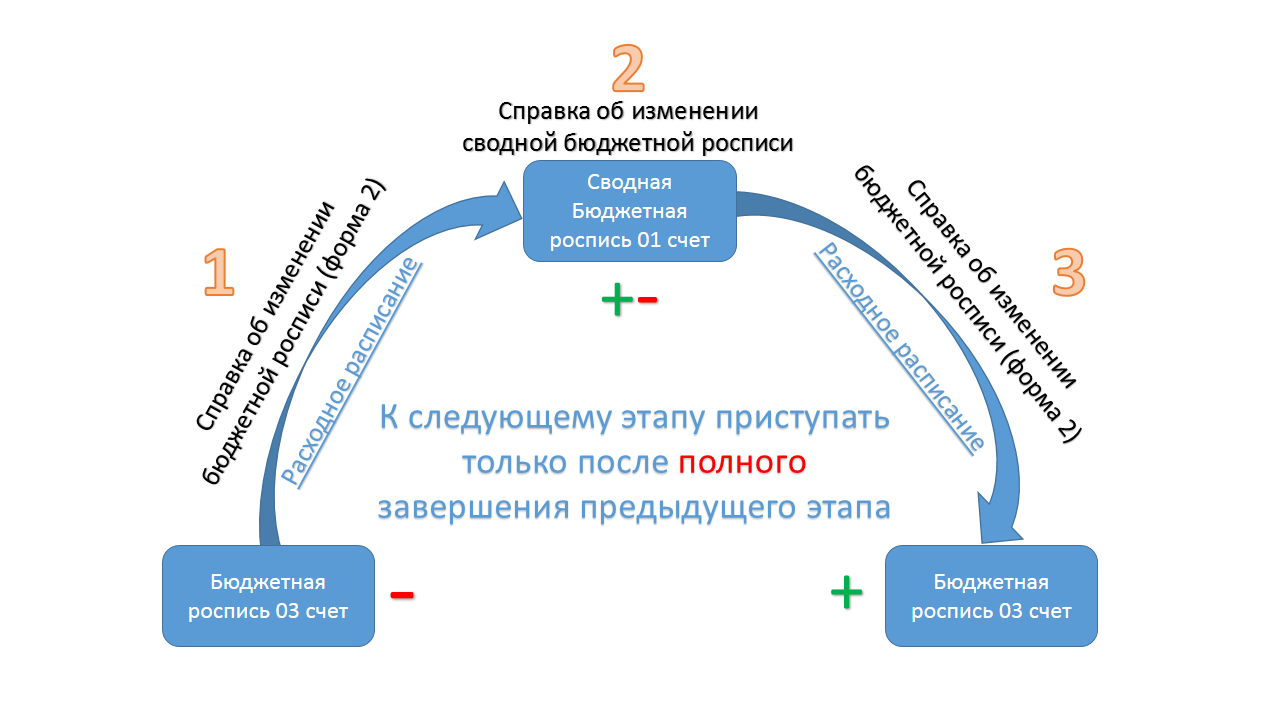 2
Справка об изменении
сводной бюджетной росписи
Сводная
Бюджетная
роспись 01 счет
+-
1
Справка об изменении
бюджетной росписи (форма 2)
Расходное расписание
3
Справка об изменении
бюджетной росписи (форма 2)
Расходное расписание
К следующему этапу приступать
только после полного
завершения предыдущего этапа
Бюджетная
роспись 03 счет
-
+
Бюджетная
роспись 03 счет